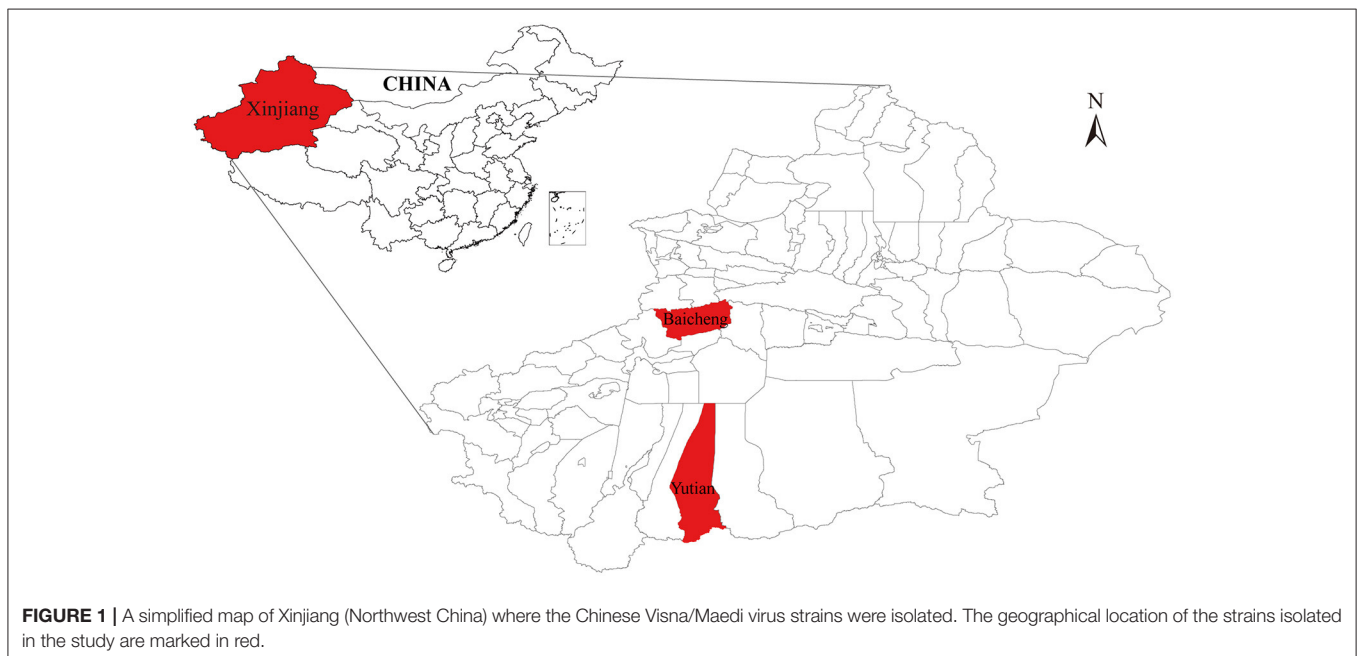 CHINA
Xinjiang
N
Baicheng
Yutian
FIGURE 1 | A simplified map of Xinjiang (Northwest China) where the Chinese Visna/Maedi virus strains were isolated. The geographical location of the strains isolated
in the study are marked in red.